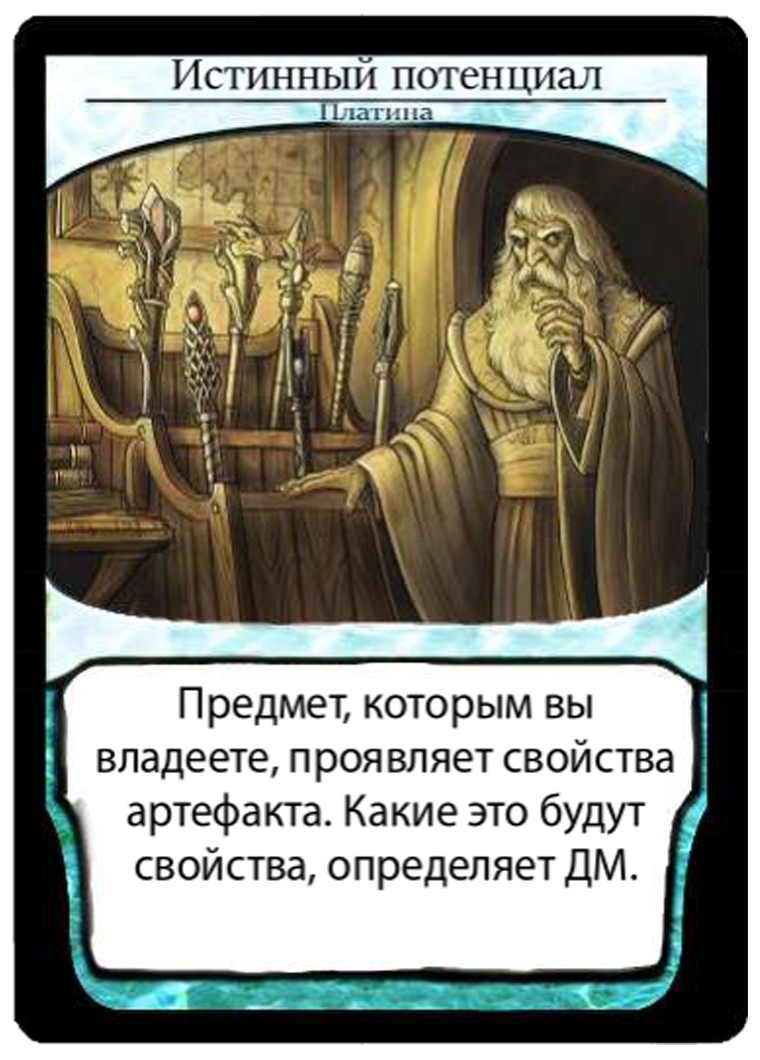 Истинный потенциал
Платина
Предмет, которым вы
владеете, проявляет свойства
артефакта. Какие это будут
свойства, определяет ДМ.